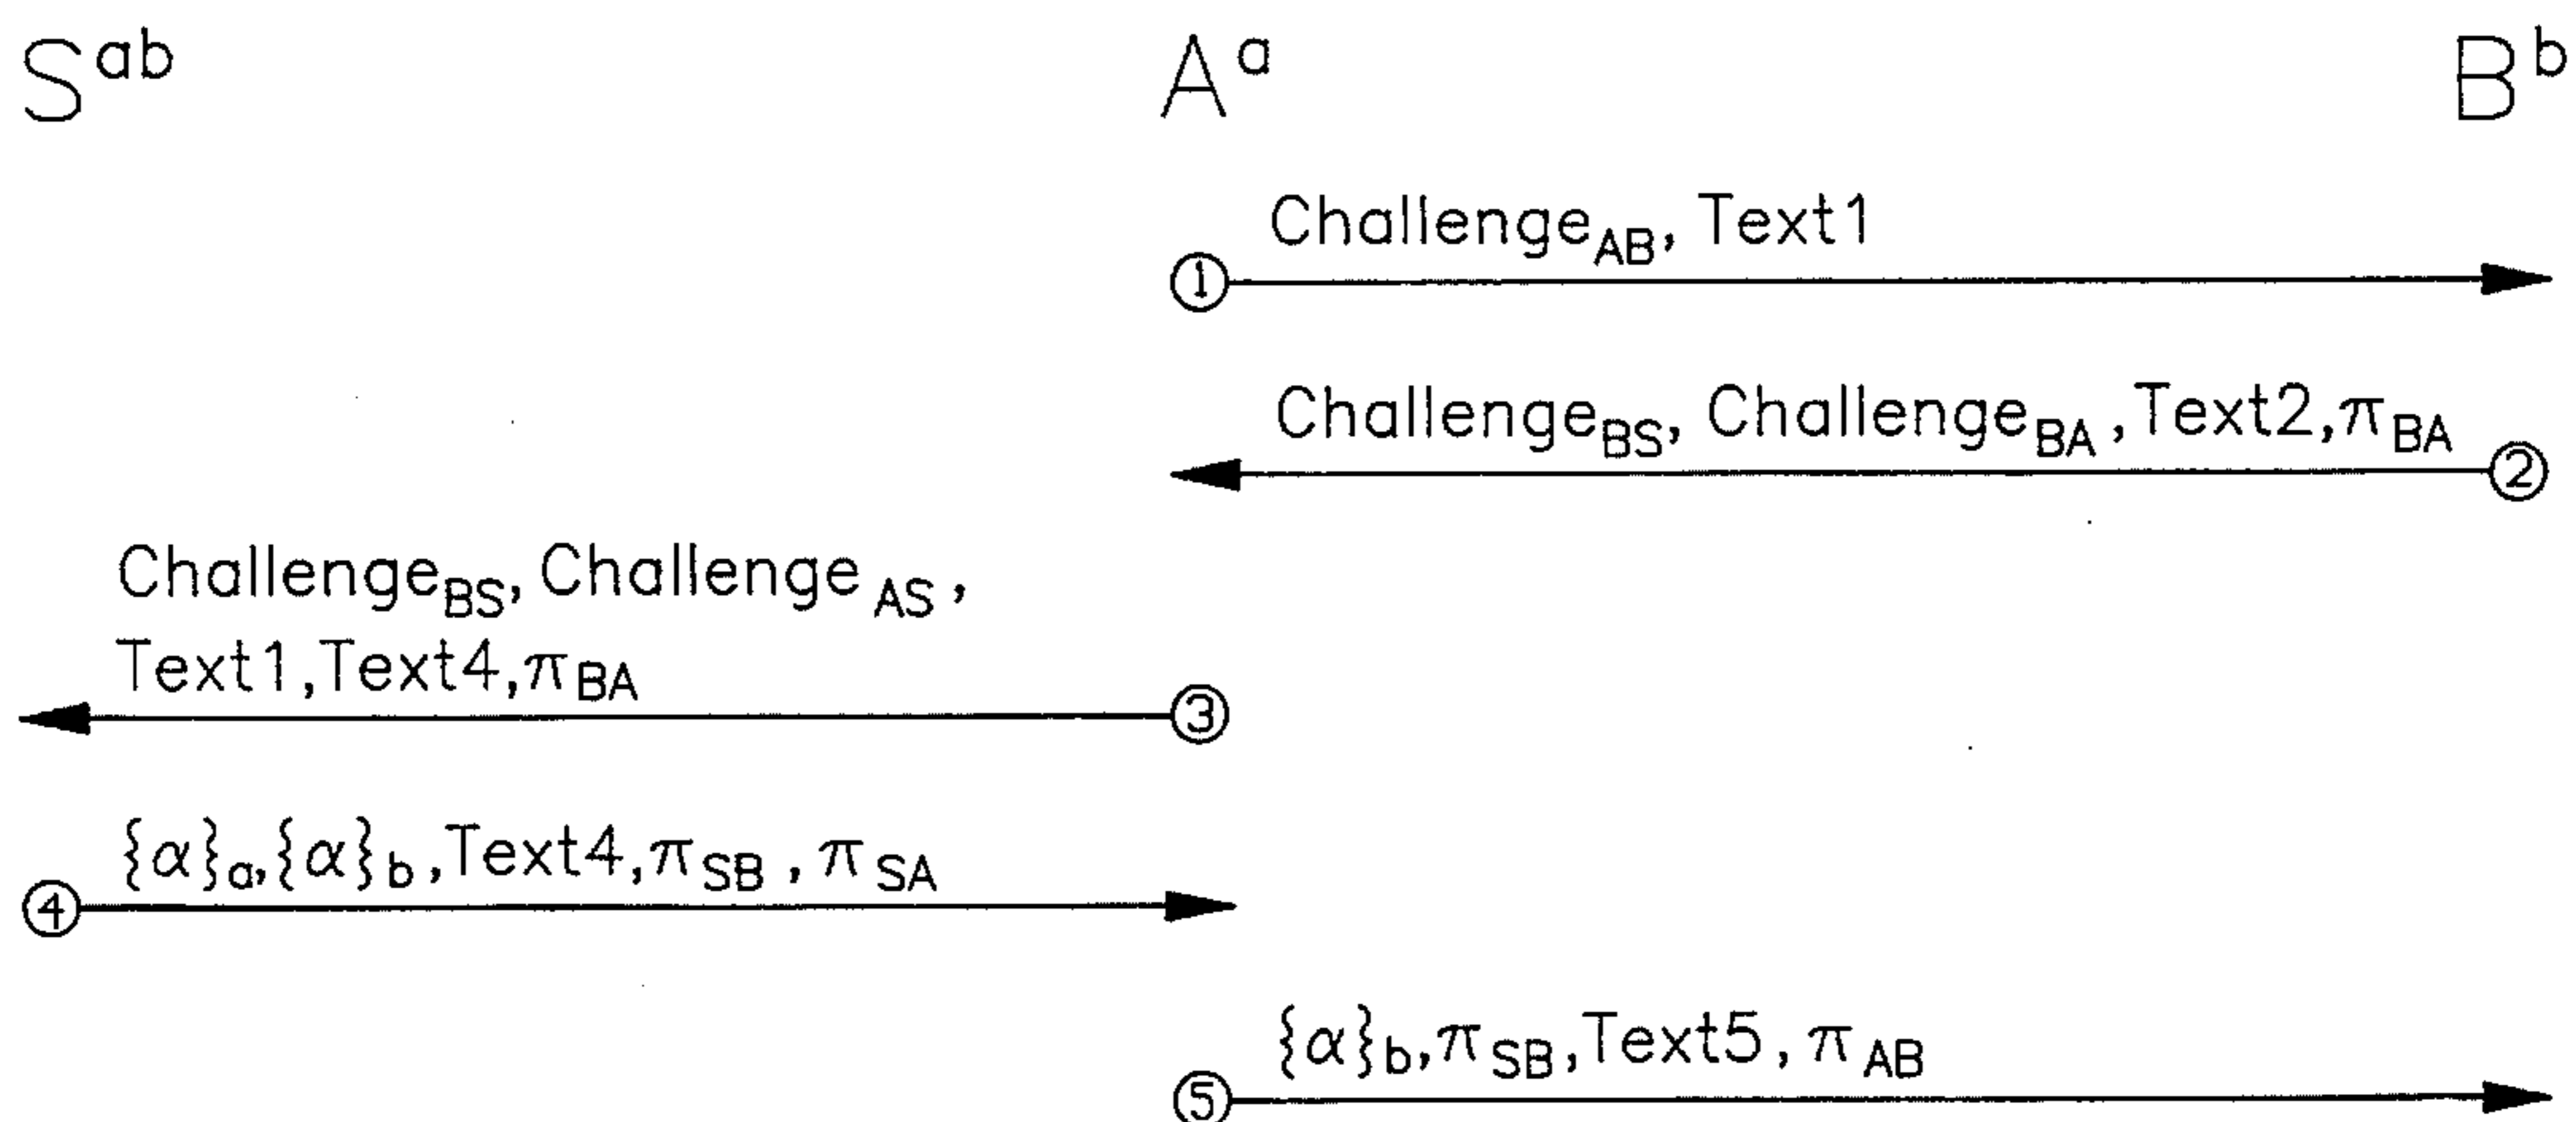 S^ab A^a B^b
Challenge_AB, Text1
①
Challenge_BS, Challenge_BA, Text2, π_BA
②
Challenge_BS, Challenge_AS,
Text1, Text4, π_BA
③
{α}_a, {α}_b, Text4, π_SB, π_SA
④
{α}_b, π_SB, Text5, π_AB
⑤